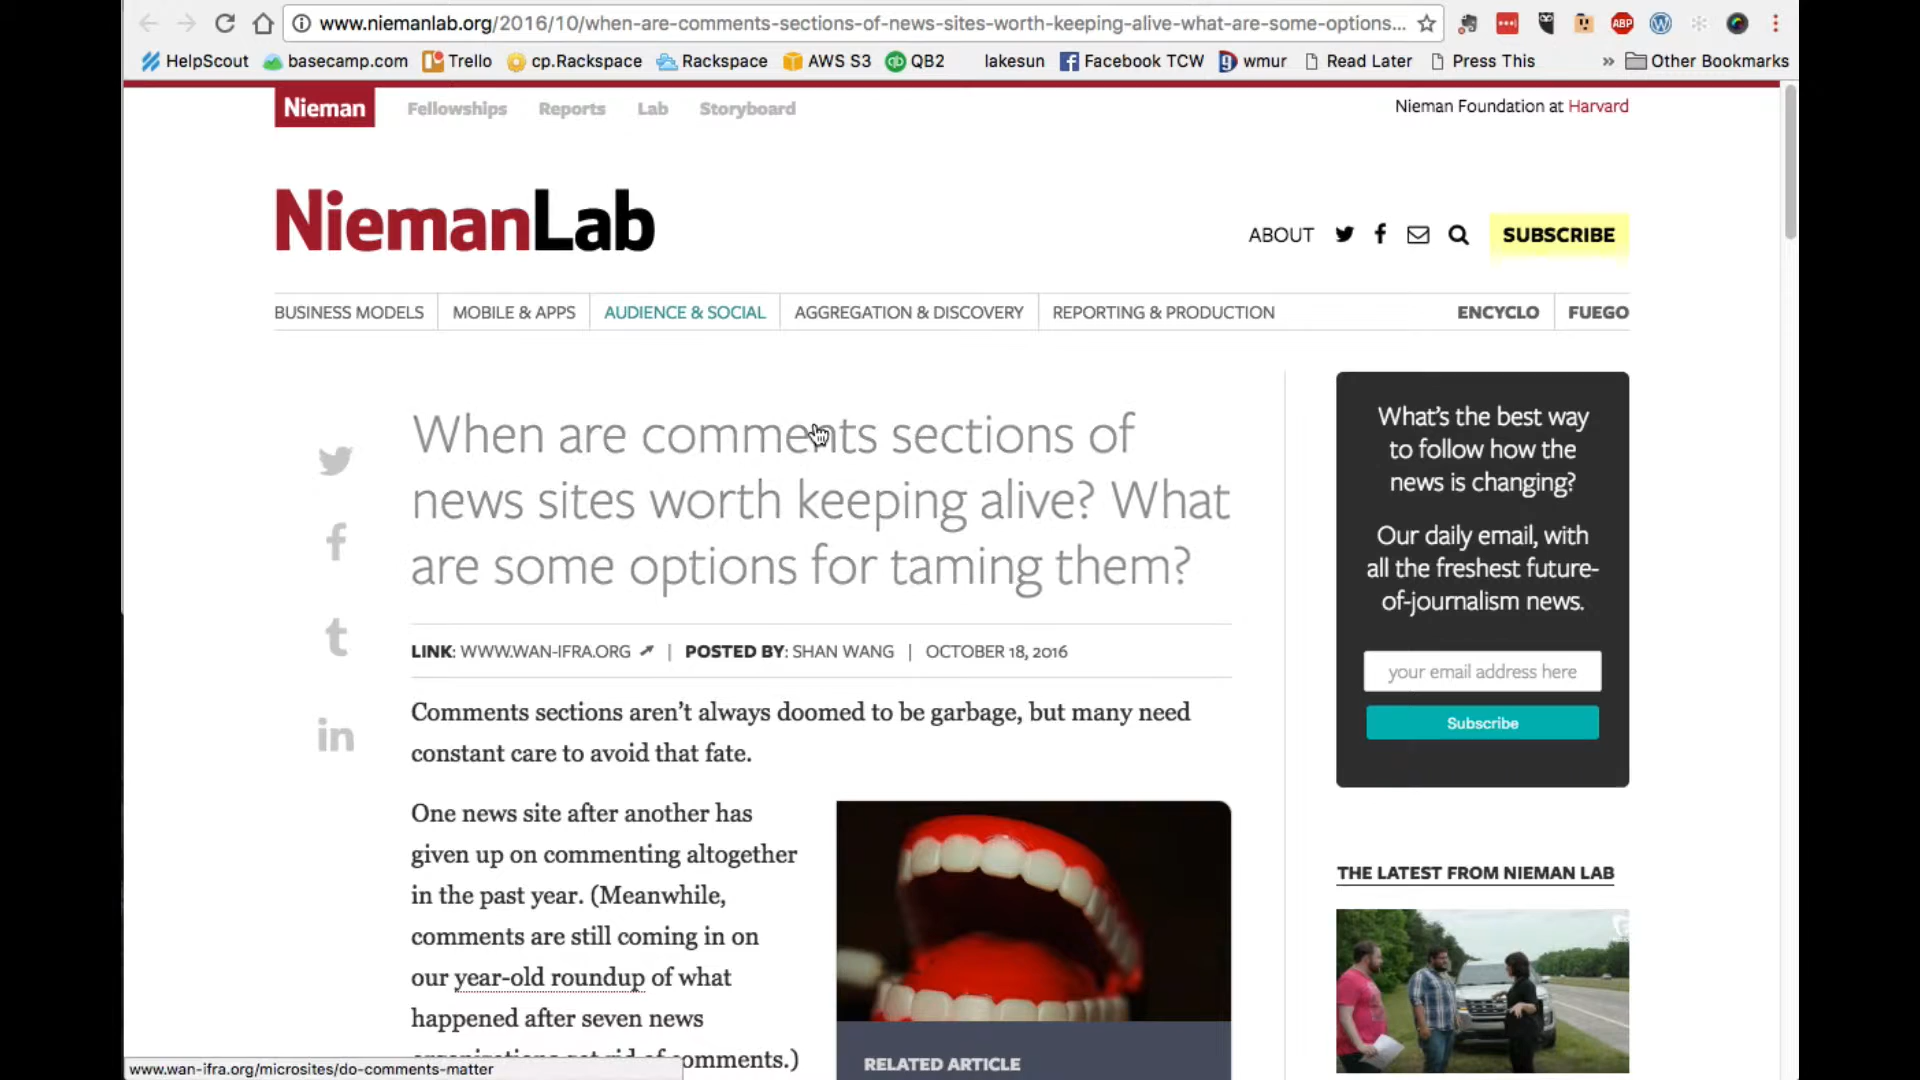 www.niemanlab.org/2016/10/when-are-comments-sections-of-news-sites-worth-keeping-alive-what-are-some-options...
HelpScout basecamp.com Trello cp.Rackspace Rackspace AWS S3 QB2 lakesun Facebook TCW wmur Read Later Press This » Other Bookmarks
Nieman Fellowships Reports Lab Storyboard
Nieman Foundation at Harvard
NiemanLab
ABOUT SUBSCRIBE
BUSINESS MODELS MOBILE & APPS AUDIENCE & SOCIAL AGGREGATION & DISCOVERY REPORTING & PRODUCTION ENCYCLO FUEGO
When are comments sections of
news sites worth keeping alive? What
are some options for taming them?
LINK: WWW.WAN-IFRA.ORG | POSTED BY: SHAN WANG | OCTOBER 18, 2016
Comments sections aren’t always doomed to be garbage, but many need
constant care to avoid that fate.
One news site after another has
given up on commenting altogether
in the past year. (Meanwhile,
comments are still coming in on
our year-old roundup of what
happened after seven news
organizations got rid of comments.)
RELATED ARTICLE
What’s the best way
to follow how the
news is changing?
Our daily email, with
all the freshest future-
of-journalism news.
your email address here
Subscribe
THE LATEST FROM NIEMAN LAB
www.wan-ifra.org/microsites/do-comments-matter